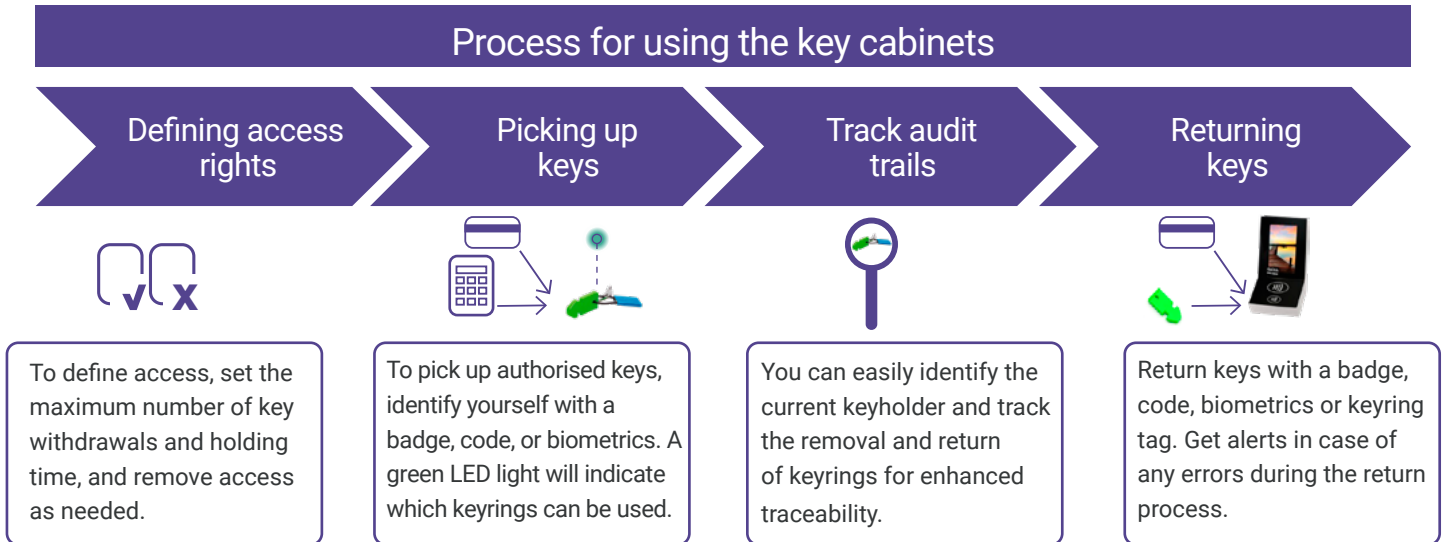 Process for using the key cabinets
Defining access
rights
Picking up
keys
Track audit
trails
Returning
keys
To define access, set the
maximum number of key
withdrawals and holding
time, and remove access
as needed.
To pick up authorised keys,
identify yourself with a
badge, code, or biometrics. A
green LED light will indicate
which keyrings can be used.
You can easily identify the
current keyholder and track
the removal and return
of keyrings for enhanced
traceability.
Return keys with a badge,
code, biometrics or keyring
tag. Get alerts in case of
any errors during the return
process.